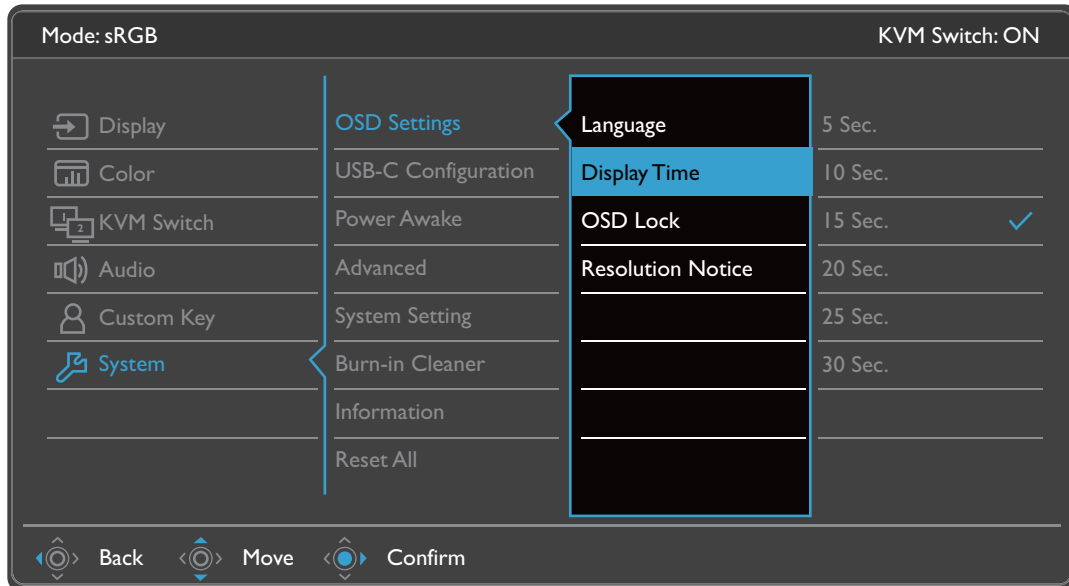 Mode: sRGB
KVM Switch: ON
Display
Color
1
2
KVM Switch
Audio
Custom Key
System
OSD Settings
USB-C Configuration
Power Awake
Advanced
System Setting
Burn-in Cleaner
Information
Reset All
Language
Display Time
OSD Lock
Resolution Notice
5 Sec.
10 Sec.
15 Sec.
20 Sec.
25 Sec.
30 Sec.
Back
Move
Confirm